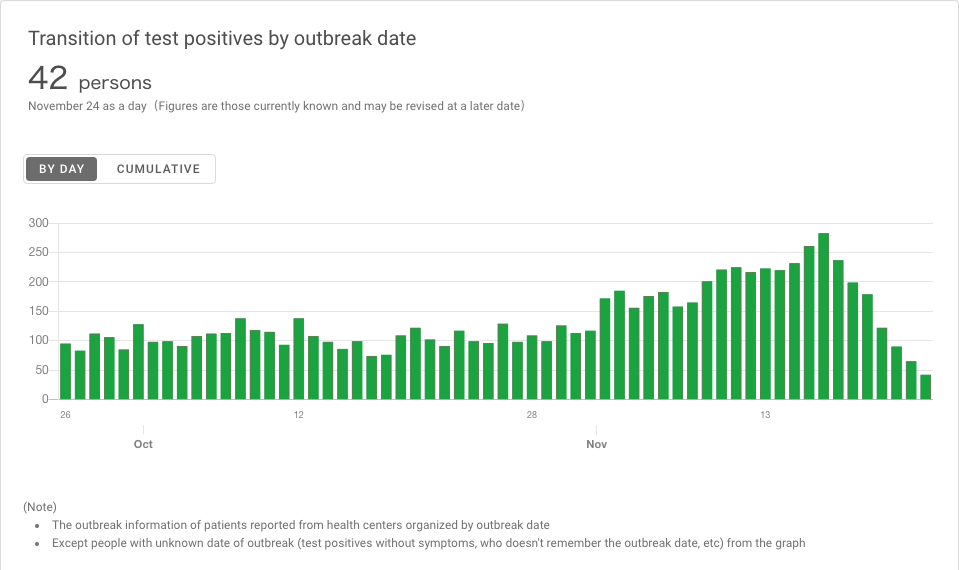 Transition of test positives by outbreak date
42 persons
November 24 as a day（Figures are those currently known and may be revised at a later date）
BY DAY CUMULATIVE
300
250
200
150
100
50
0
26 12 28 13
Oct Nov
(Note)
• The outbreak information of patients reported from health centers organized by outbreak date
• Except people with unknown date of outbreak (test positives without symptoms, who doesn't remember the outbreak date, etc) from the graph